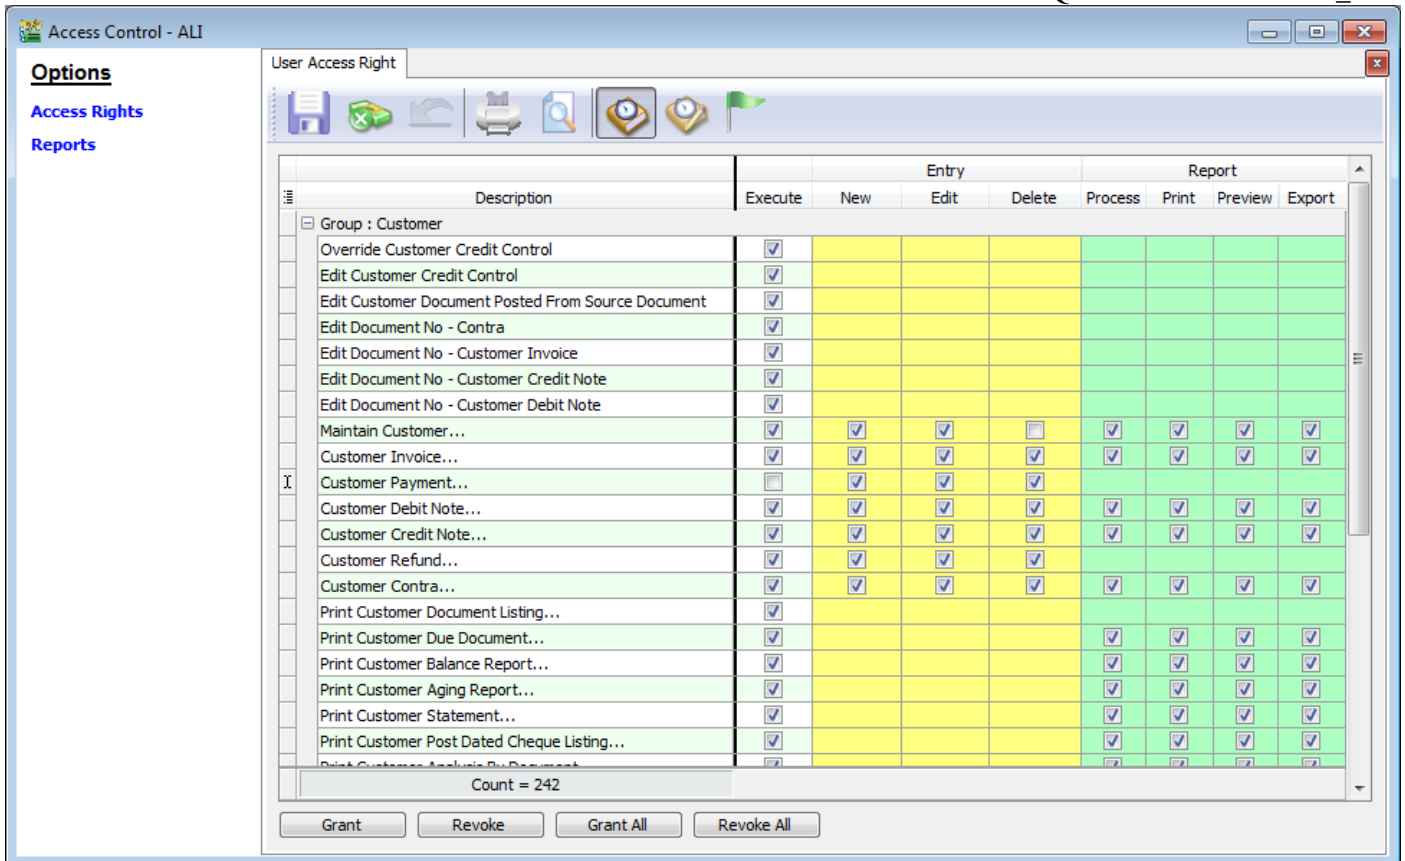 Access Control - ALI
Options
Access Rights
Reports
User Access Right
Entry Report
Description Execute New Edit Delete Process Print Preview Export
Group : Customer
Override Customer Credit Control
Edit Customer Credit Control
Edit Customer Document Posted From Source Document
Edit Document No - Contra
Edit Document No - Customer Invoice
Edit Document No - Customer Credit Note
Edit Document No - Customer Debit Note
Maintain Customer...
Customer Invoice...
Customer Payment...
Customer Debit Note...
Customer Credit Note...
Customer Refund...
Customer Contra...
Print Customer Document Listing...
Print Customer Due Document...
Print Customer Balance Report...
Print Customer Aging Report...
Print Customer Statement...
Print Customer Post Dated Cheque Listing...
Print Customer Analysis By Document
Count = 242
Grant Revoke Grant All Revoke All